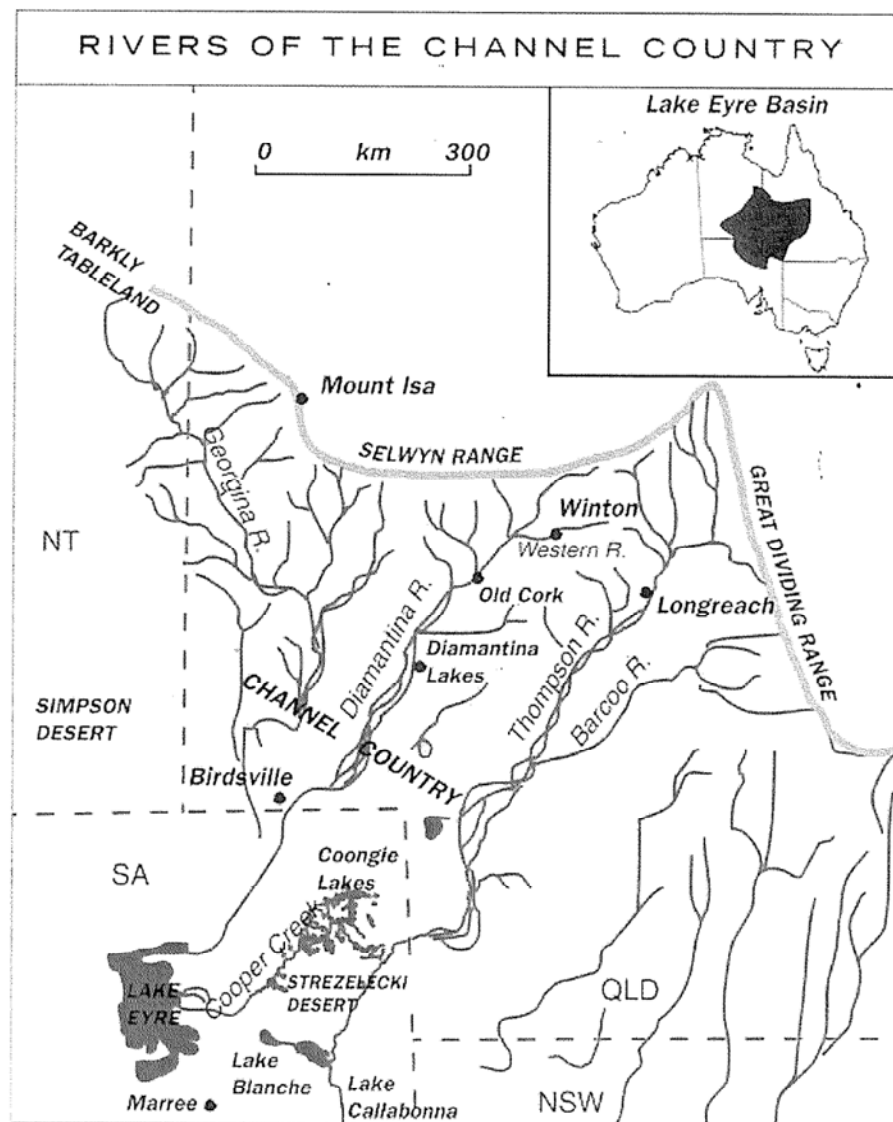 RIVERS OF THE CHANNEL COUNTRY
Lake Eyre Basin
0 km 300
BARKLY
TABLELAND
Mount Isa
SELWYN RANGE
Georgina R.
Winton
Western R.
GREAT DIVIDING RANGE
NT
Old Cork
Longreach
Diamantina R.
Diamantina
Lakes
Thompson R.
Barcoo R.
SIMPSON
DESERT
CHANNEL
COUNTRY
Birdsville
SA
Coongie
Lakes
Cooper Creek
STREZELECKI
DESERT
LAKE
EYRE
QLD
Lake
Blanche
Lake
Callabonna
Marree
NSW